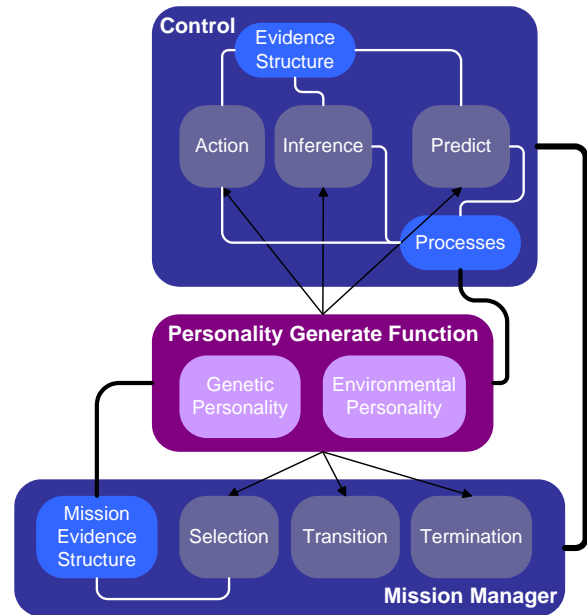 Control
Evidence
Structure
Action
Inference
Predict
Processes
Personality Generate Function
Genetic
Personality
Environmental
Personality
Mission
Evidence
Structure
Selection
Transition
Termination
Mission Manager